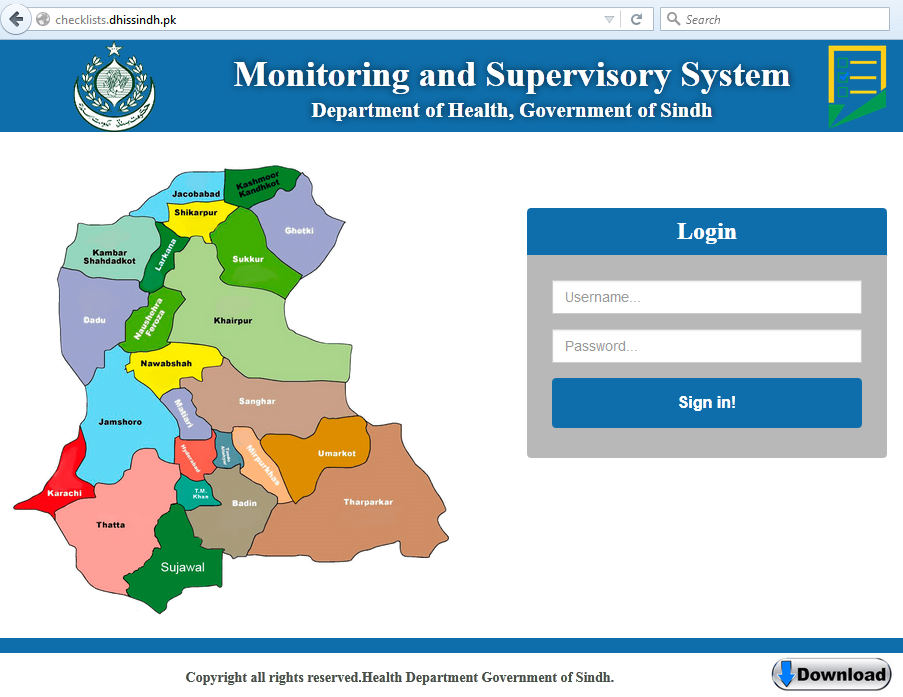 checklists.dhissindh.pk
Search
Monitoring and Supervisory System
Department of Health, Government of Sindh
Jacobabad
Kashmoor
Kandhkot
Shikarpur
Ghotki
Kambar
Shahdadkot
Larkana
Sukkur
Dadu
Naushehra
Feroza
Khairpur
Nawabshah
Matiari
Sanghar
Jamshoro
Hyderabad
Mirpurkhas
Umarkot
Karachi
T.M.
Khan
Badin
Tharparkar
Thatta
Sujawal
Login
Username...
Password...
Sign in!
Copyright all rights reserved.Health Department Government of Sindh.
Download